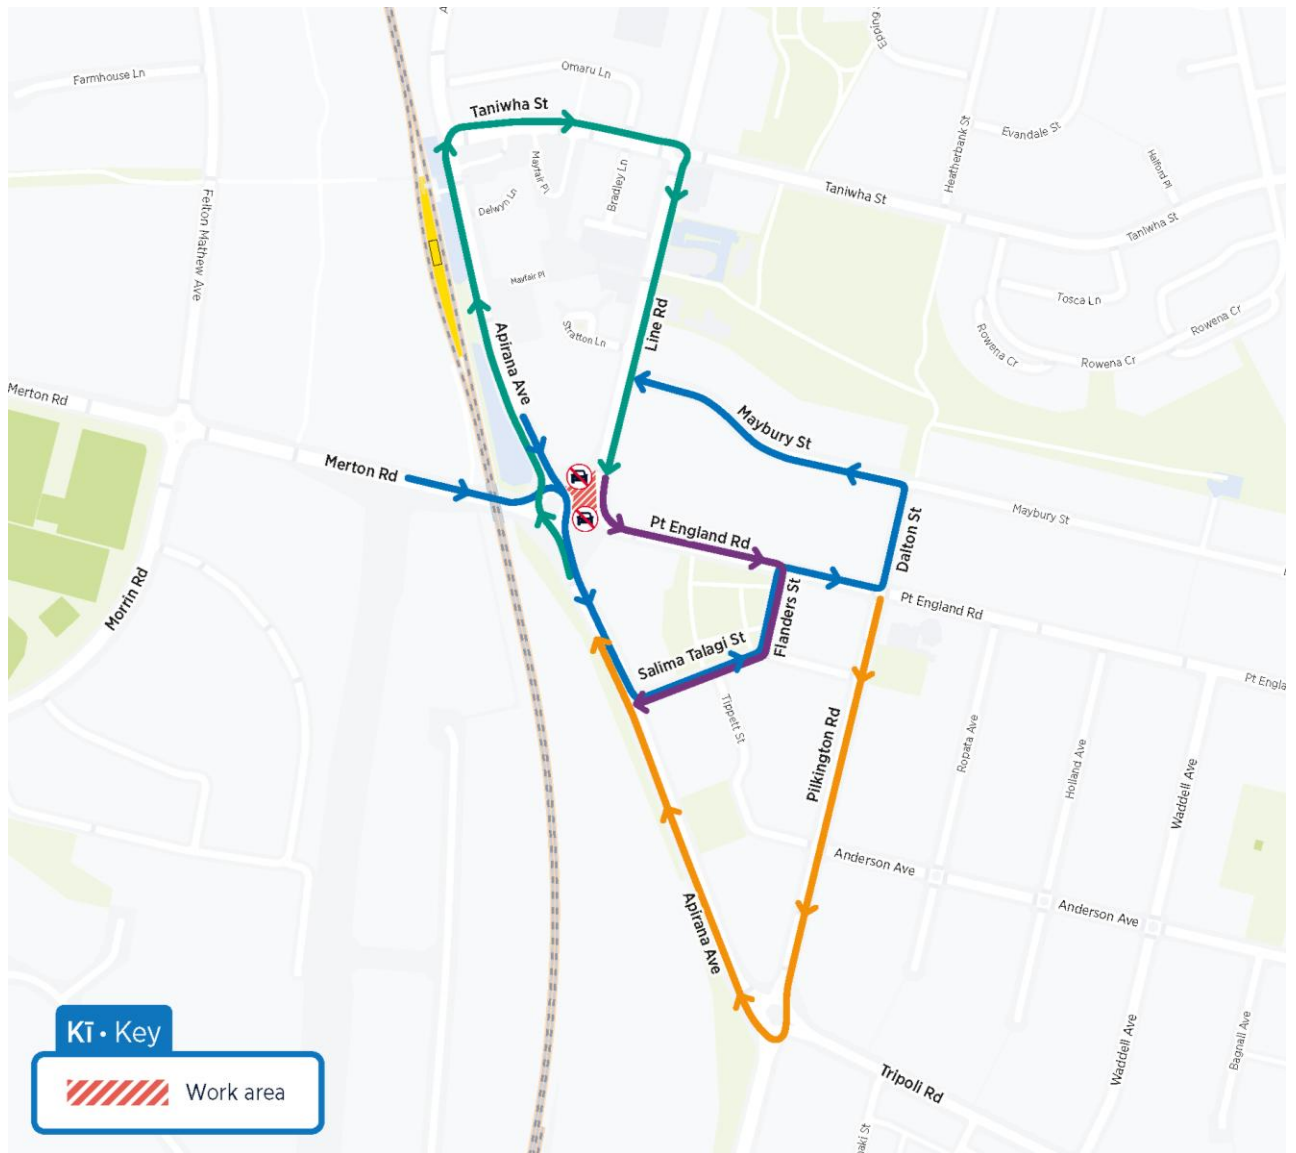 A
Epping
Farmhouse Ln
Omaru Ln
Taniwha St
Evandale St
Heatherbank St
Halford Pl
Mayfair Pl
Bradley Ln
Delwyn Ln
Taniwha St
Taniwha St
Felton Mathew Ave
Mayfair Pl
Tosca Ln
Rowena Cr
Rowena Cr
Rowena Cr
Line Rd
Stratton Ln
Apirana Ave
Merton Rd
Maybury St
Merton Rd
Maybury St
Pt England Rd
Dalton St
Morrin Rd
Flanders St
Pt England Rd
Salima Talagi St
Pt Engla
Tippett St
Pilkington Rd
Ropata Ave
Holland Ave
Waddell Ave
Anderson Ave
Anderson Ave
Apirana Ave
Kī • Key
Work area
Tripoli Rd
Waddell Ave
Bagnall Ave
aki St